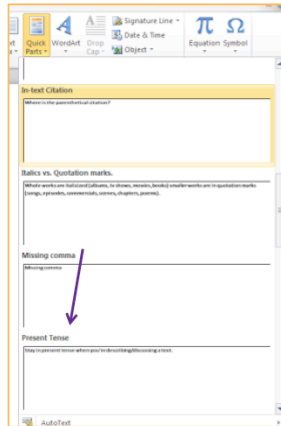 Signature Line
Quick Parts
WordArt
Drop Cap
Date & Time
Object
Equation
Symbol
In-text Citation
Where is the parenthetical citation?
Italics vs. Quotation marks.
Whole works are italicized (albums, tv shows, movies, books) smaller works are in quotation marks
(songs, episodes, commercials, scenes, chapters, poems).
Missing comma
Missing comma
Present Tense
Stay in present tense when you're describing/discussing a text.
AutoText